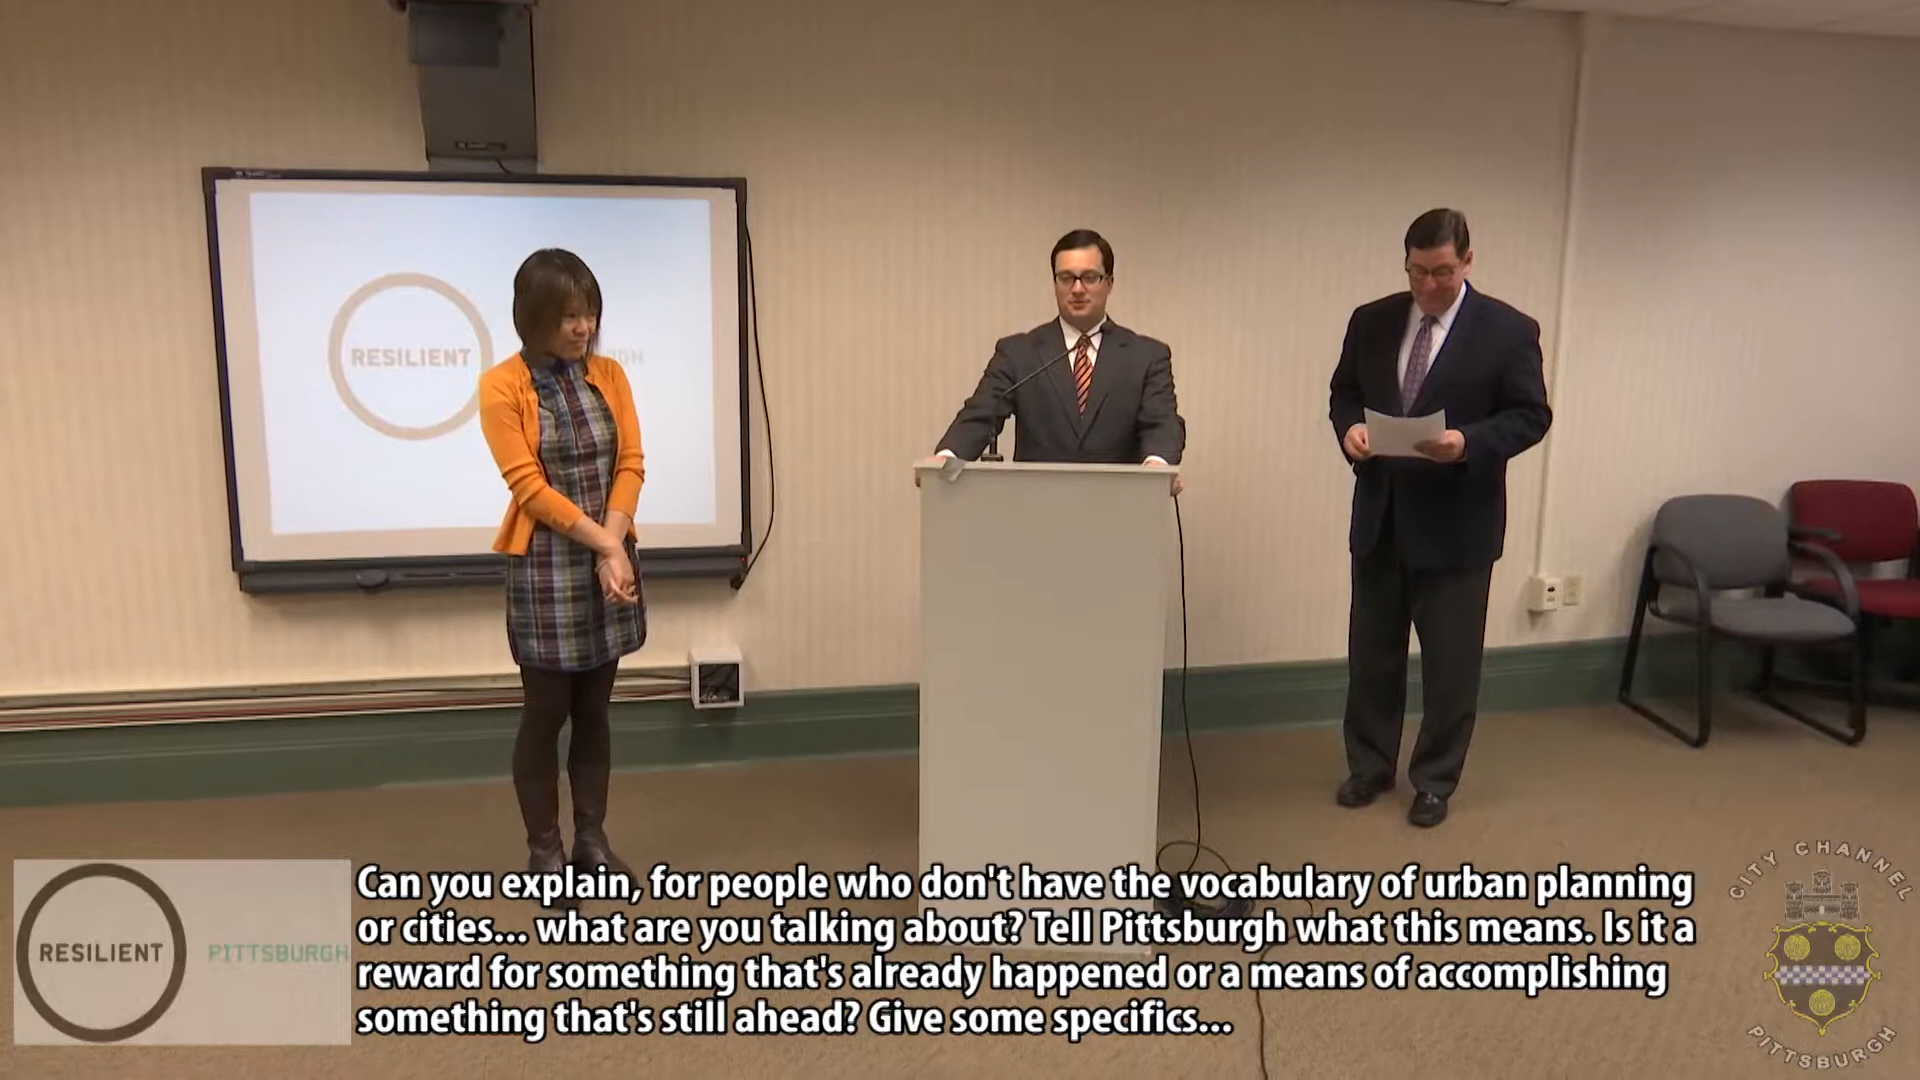 RESILIENT
Can you explain, for people who don't have the vocabulary of urban planning
or cities... what are you talking about? Tell Pittsburgh what this means. Is it a
reward for something that's already happened or a means of accomplishing
something that's still ahead? Give some specifics...
RESILIENT PITTSBURGH
CITY CHANNEL
PITTSBURGH